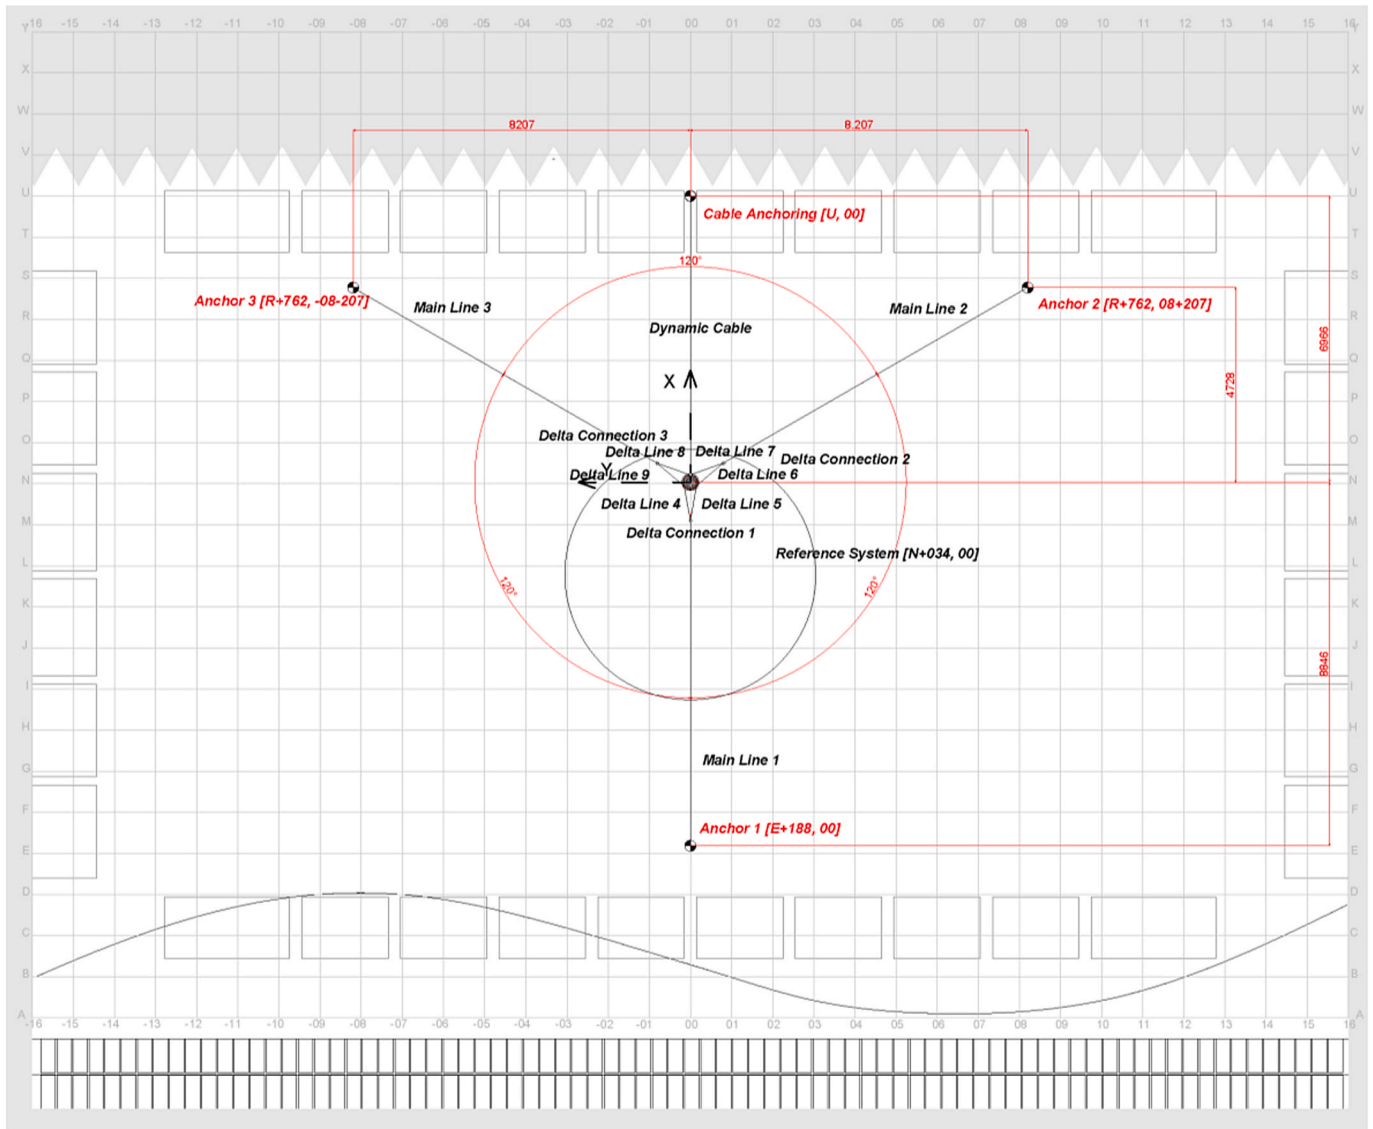 -16 -15 -14 -13 -12 -11 -10 -09 -08 -07 -06 -05 -04 -03 -02 -01 00 01 02 03 04 05 06 07 08 09 10 11 12 13 14 15 16
Y Y
X X
W W
8207 8.207
V V
U U
Cable Anchoring [U, 00]
T T
120°
S S
Anchor 3 [R+762, -08-207] Main Line 3 Main Line 2 Anchor 2 [R+762, 08+207]
R R
Dynamic Cable 6966
Q Q
X 4728
P P
Delta Connection 3
O O
Delta Line 8 Delta Line 7
Delta Connection 2
Y
Delta Line 9 Delta Line 6
N N
Delta Line 4 Delta Line 5
M M
Delta Connection 1
Reference System [N+034, 00]
L L
120° 120°
K K
J J
8846
I I
H H
Main Line 1
G G
F F
Anchor 1 [E+188, 00]
E E
D D
C C
B B
A A
-16 -15 -14 -13 -12 -11 -10 -09 -08 -07 -06 -05 -04 -03 -02 -01 00 01 02 03 04 05 06 07 08 09 10 11 12 13 14 15 16